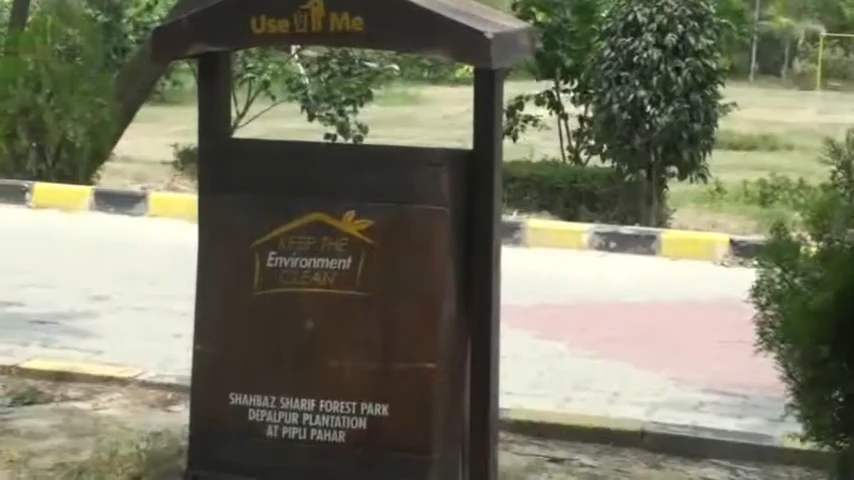 Use Me
KEEP THE
Environment
CLEAN
SHAHBAZ SHARIF FOREST PARK
DEPALPUR PLANTATION
AT PIPLI PAHAR